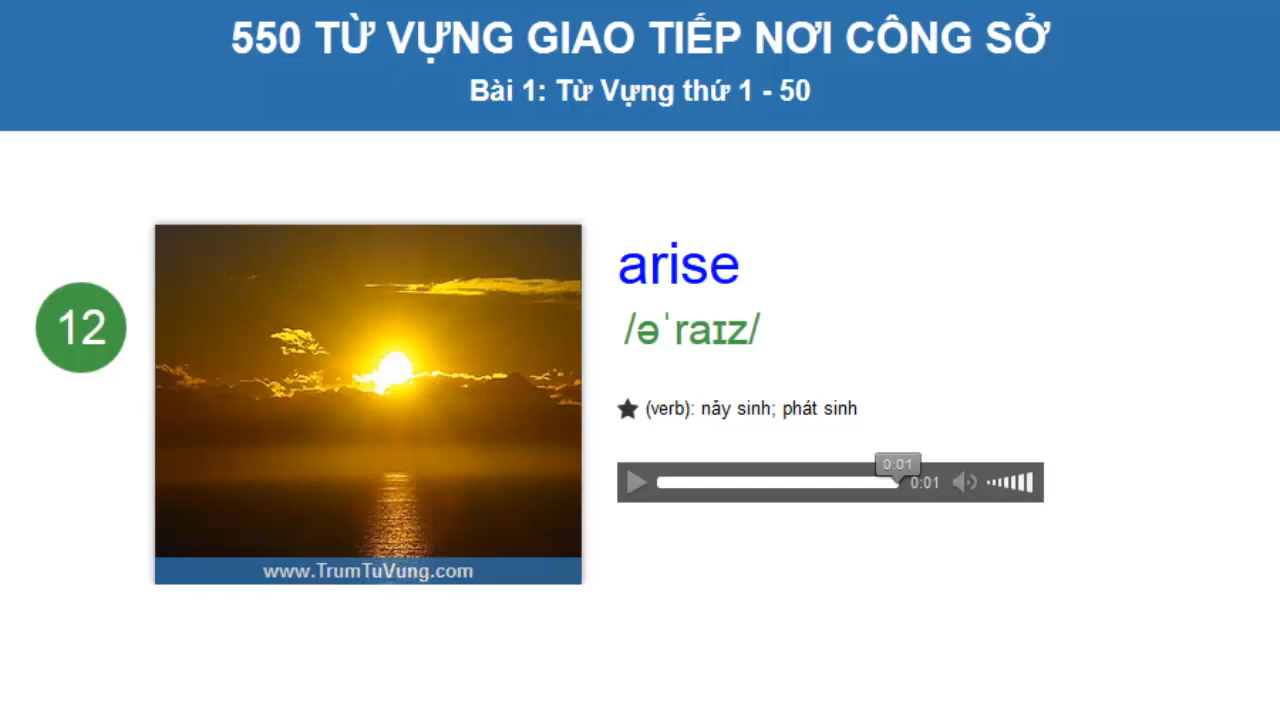 550 TỪ VỰNG GIAO TIẾP NƠI CÔNG SỞ
Bài 1: Từ Vựng thứ 1 - 50
12
arise
/əˈraɪz/
(verb): nảy sinh; phát sinh
0:01
0:01
www.TrumTuVung.com